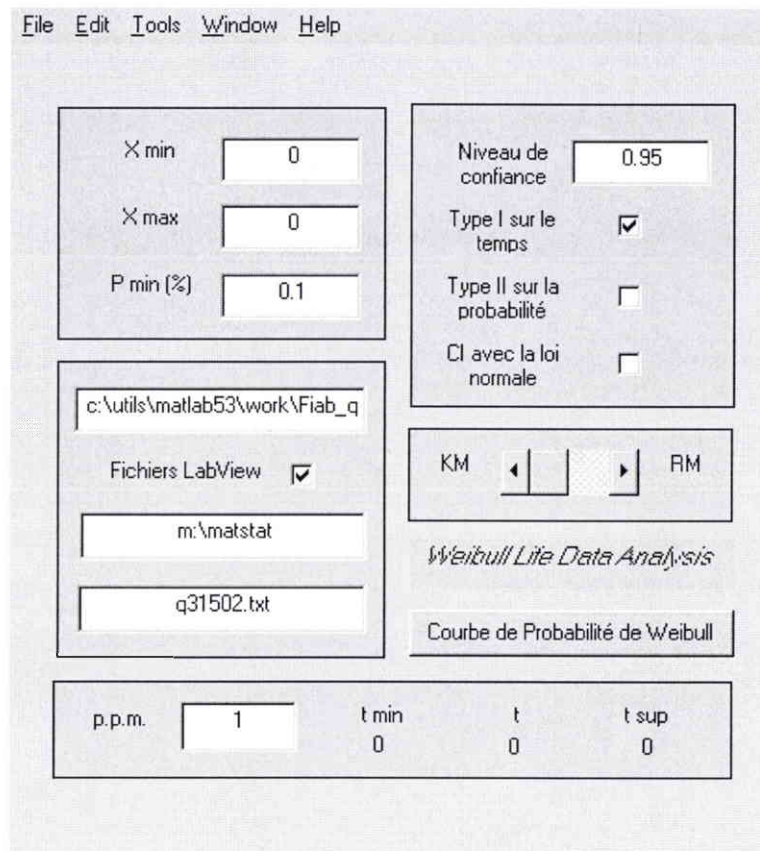 File Edit Tools Window Help
X min 0
X max 0
P min (%) 0.1
Niveau de
confiance
0.95
Type I sur le
temps
Type II sur la
probabilité
CI avec la loi
normale
c:\utils\matlab53\work\Fiab_q
Fichiers LabView
m:\matstat
q31502.txt
KM RM
Weibull Life Data Analysis
Courbe de Probabilité de Weibull
p.p.m. 1 t min t t sup
0 0 0